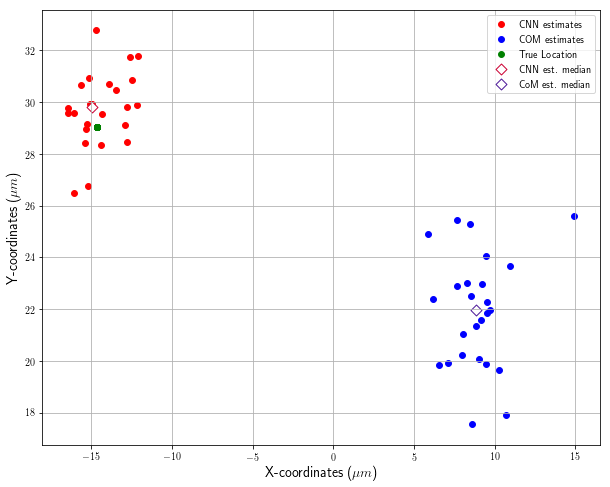 CNN estimates
COM estimates
True Location
CNN est. median
CoM est. median
Y-coordinates (μm)
32
30
28
26
24
22
20
18
−15
−10
−5
0
5
10
15
X-coordinates (μm)